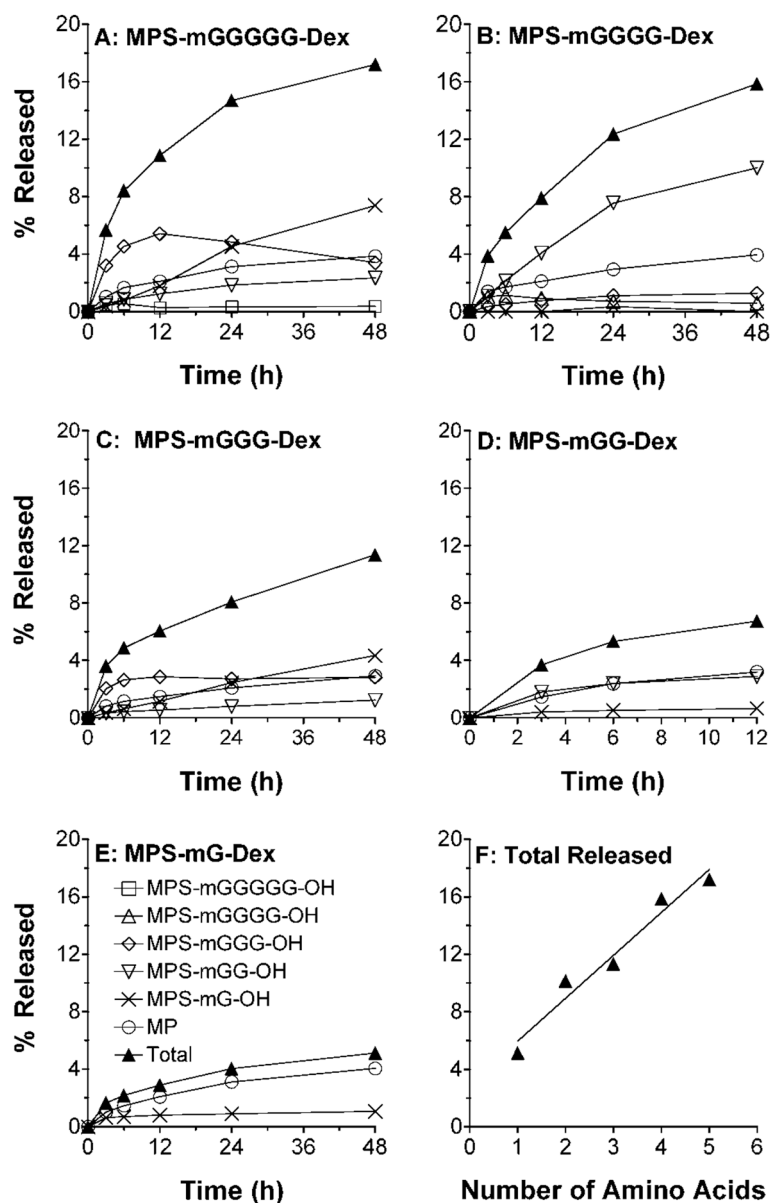 A: MPS-mGGGGG-Dex
% Released
20
16
12
8
4
0
0 12 24 36 48
Time (h)
B: MPS-mGGGG-Dex
20
16
12
8
4
0
0 12 24 36 48
Time (h)
C: MPS-mGGG-Dex
% Released
20
16
12
8
4
0
0 12 24 36 48
Time (h)
D: MPS-mGG-Dex
20
16
12
8
4
0
0 2 4 6 8 10 12
Time (h)
E: MPS-mG-Dex
MPS-mGGGGG-OH
MPS-mGGGG-OH
MPS-mGGG-OH
MPS-mGG-OH
MPS-mG-OH
MP
Total
% Released
20
16
12
8
4
0
0 12 24 36 48
Time (h)
F: Total Released
20
16
12
8
4
0
0 1 2 3 4 5 6
Number of Amino Acids